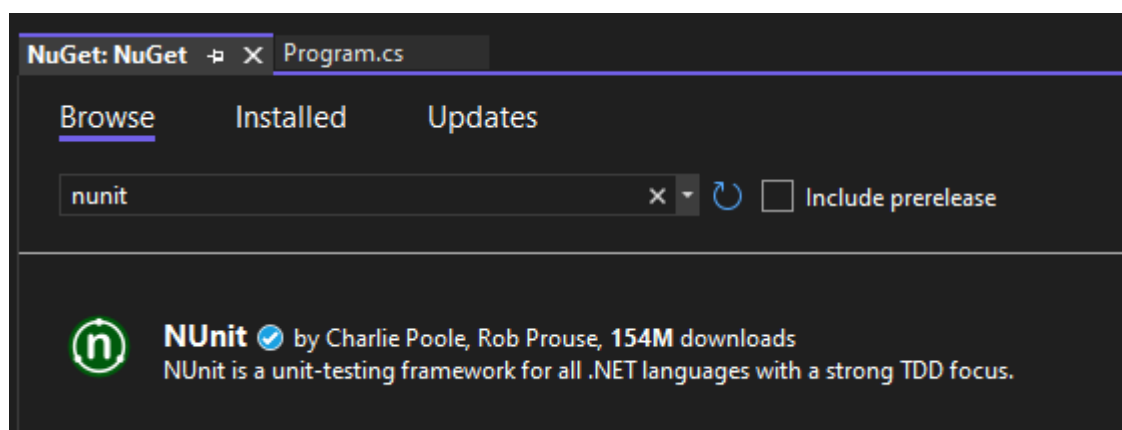 NuGet: NuGet Program.cs
Browse Installed Updates
nunit Include prerelease
n NUnit by Charlie Poole, Rob Prouse, 154M downloads
NUnit is a unit-testing framework for all .NET languages with a strong TDD focus.